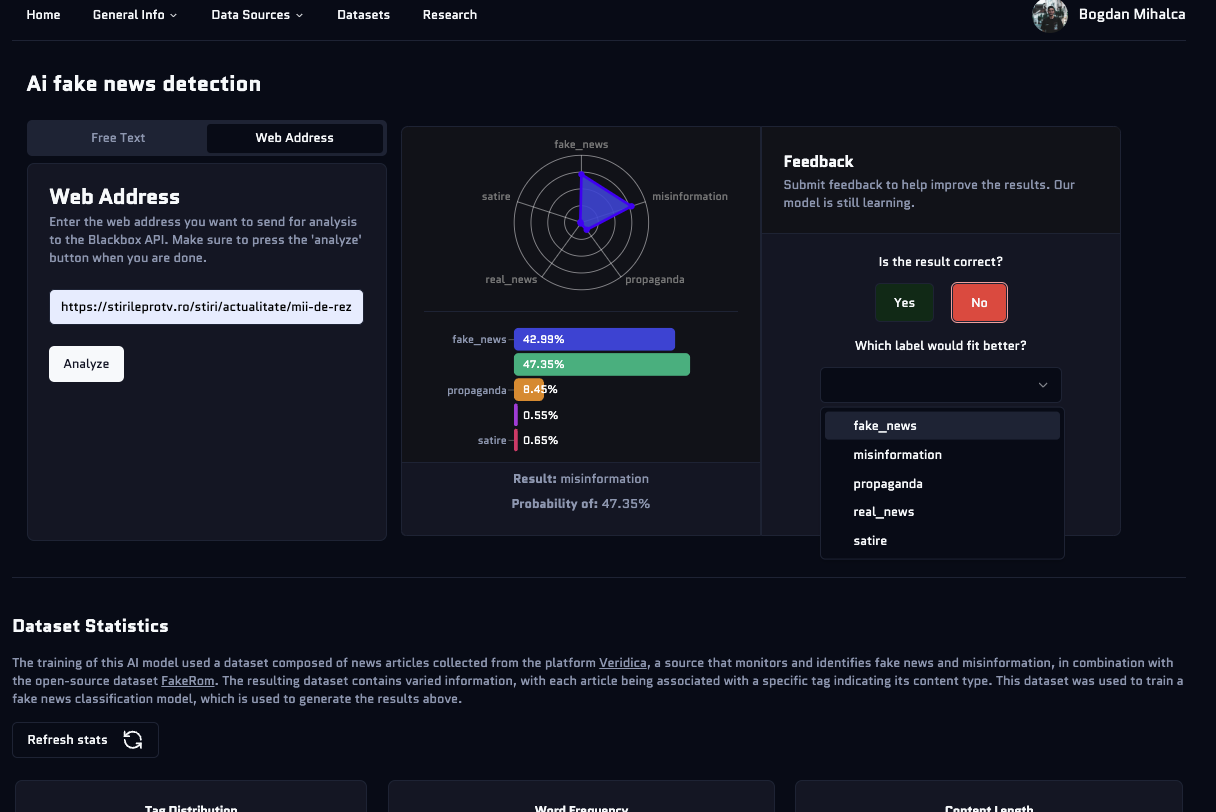 Home
General Info
Data Sources
Datasets
Research
Bogdan Mihalca
Ai fake news detection
Free Text
Web Address
Web Address
Enter the web address you want to send for analysis
to the Blackbox API. Make sure to press the 'analyze'
button when you are done.
https://stirileprotv.ro/stiri/actualitate/mii-de-rez
Analyze
fake_news
satire
misinformation
real_news
propaganda
fake_news
42.99%
47.35%
propaganda
8.45%
0.55%
satire
0.65%
Result: misinformation
Probability of: 47.35%
Feedback
Submit feedback to help improve the results. Our
model is still learning.
Is the result correct?
Yes
No
Which label would fit better?
fake_news
misinformation
propaganda
real_news
satire
Dataset Statistics
The training of this AI model used a dataset composed of news articles collected from the platform Veridica, a source that monitors and identifies fake news and misinformation, in combination with
the open-source dataset FakeRom. The resulting dataset contains varied information, with each article being associated with a specific tag indicating its content type. This dataset was used to train a
fake news classification model, which is used to generate the results above.
Refresh stats
Tag Distribution
Word Frequency
Content Length